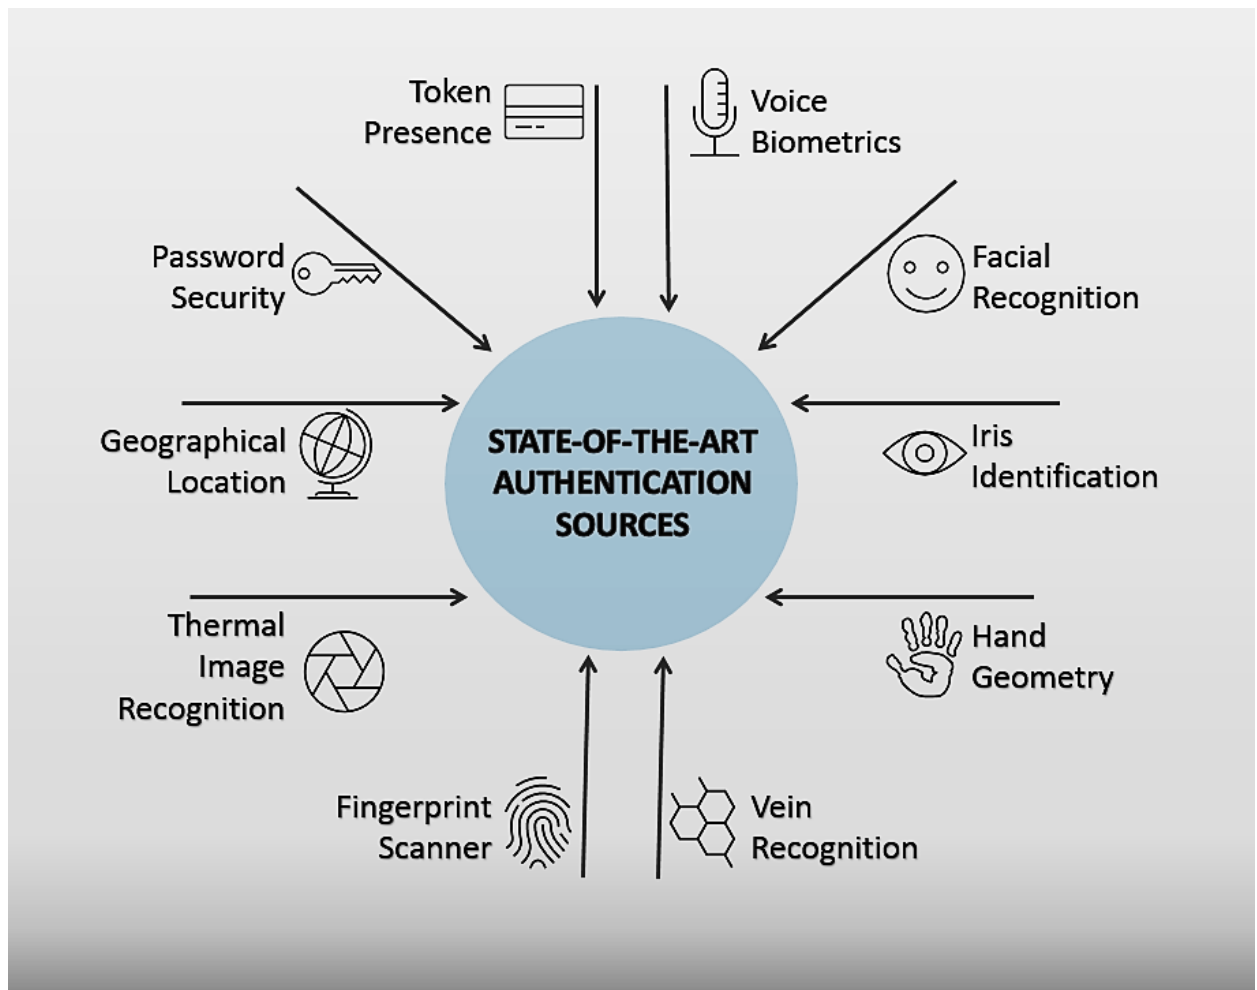 Token
Presence
Voice
Biometrics
Password
Security
Facial
Recognition
Geographical
Location
STATE-OF-THE-ART
AUTHENTICATION
SOURCES
Iris
Identification
Thermal
Image
Recognition
Hand
Geometry
Fingerprint
Scanner
Vein
Recognition